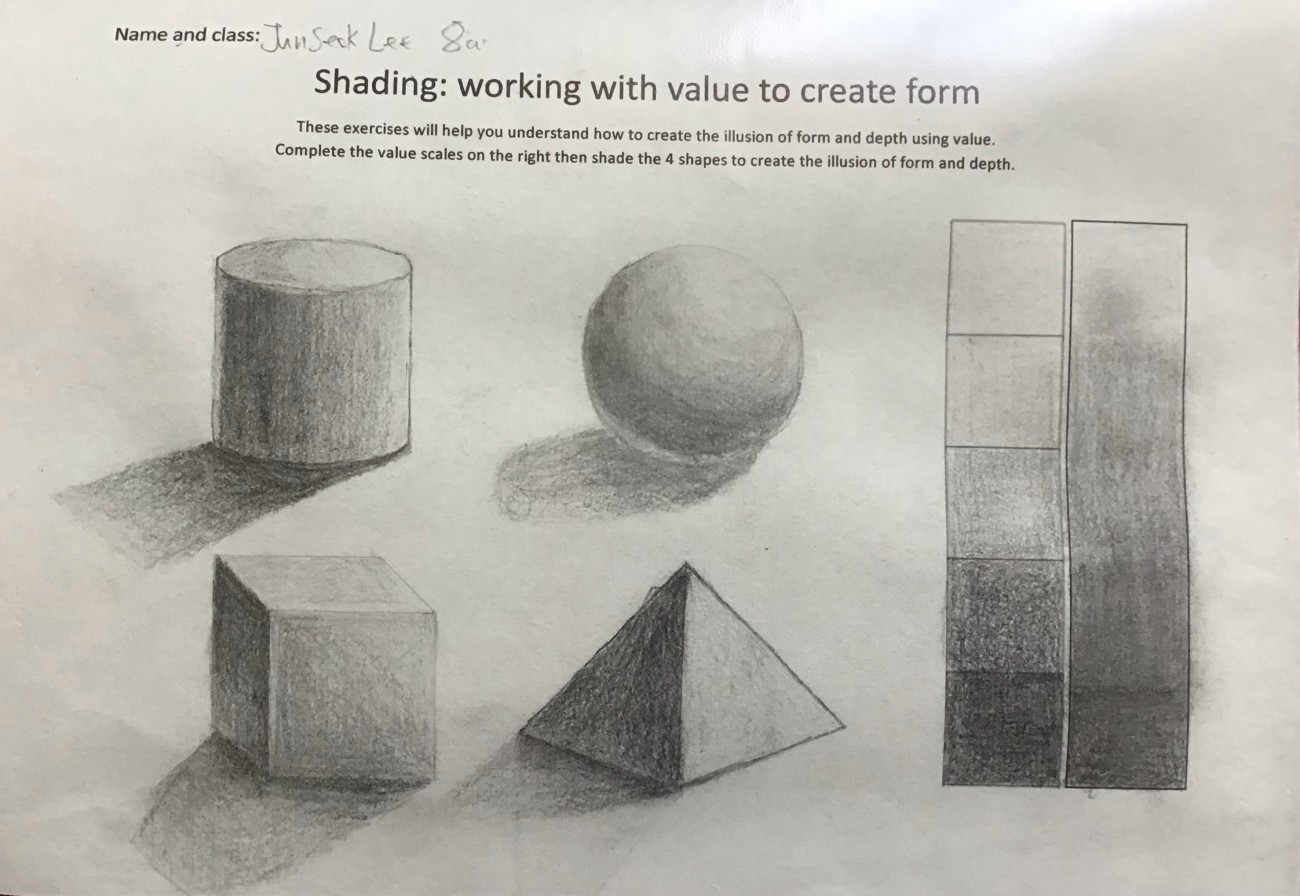 Name and class: JunSeok Lee 8a
Shading: working with value to create form
These exercises will help you understand how to create the illusion of form and depth using value.
Complete the value scales on the right then shade the 4 shapes to create the illusion of form and depth.